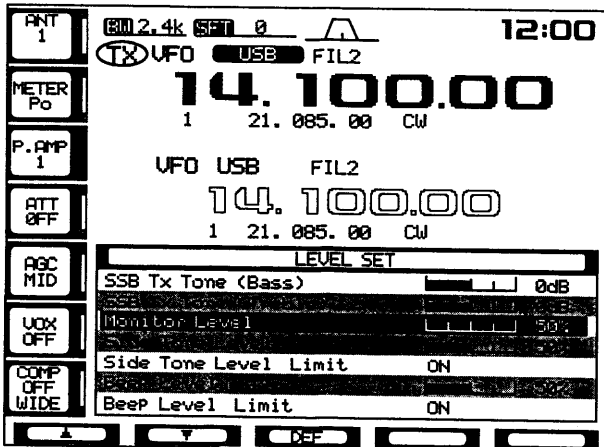 ANT
1
METER
Po
P.AMP
1
ATT
OFF
AGC
MID
VOX
OFF
COMP
OFF
WIDE
BW 2.4k SFT 0
12:00
TX VFO USB FIL2
14.100.00
1 21.085.00 CW
VFO USB FIL2
14.100.00
1 21.085.00 CW
LEVEL SET
SSB Tx Tone (Bass) 0dB
SSB
Monitor Level 50%
Side Tone Level Limit ON
Beep Level Limit ON
DEF